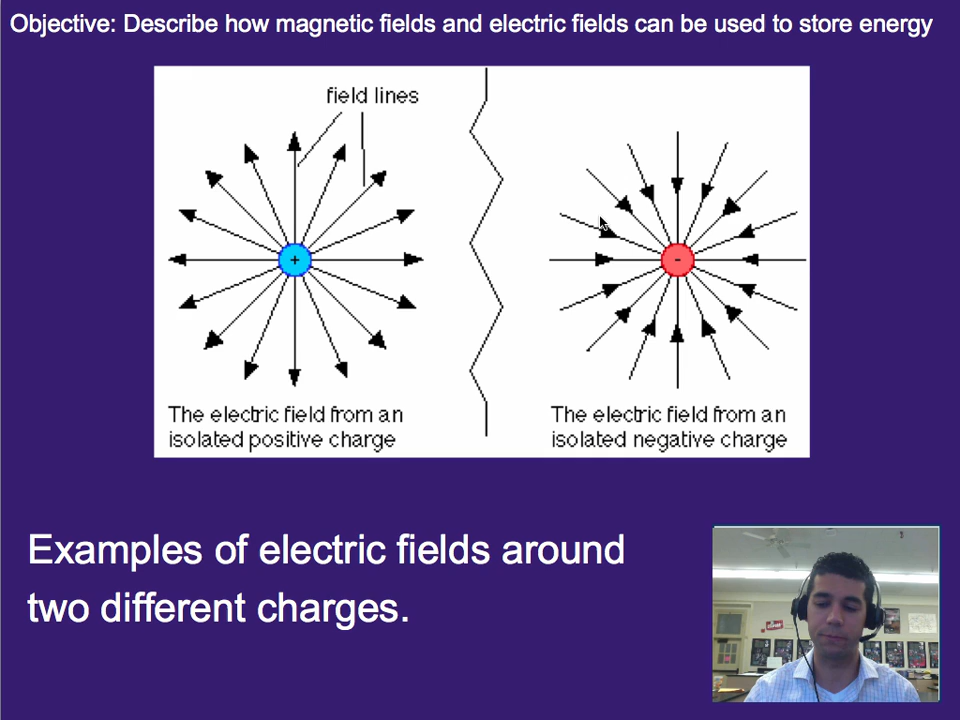 Objective: Describe how magnetic fields and electric fields can be used to store energy
field lines
+
-
The electric field from an
isolated positive charge
The electric field from an
isolated negative charge
Examples of electric fields around
two different charges.